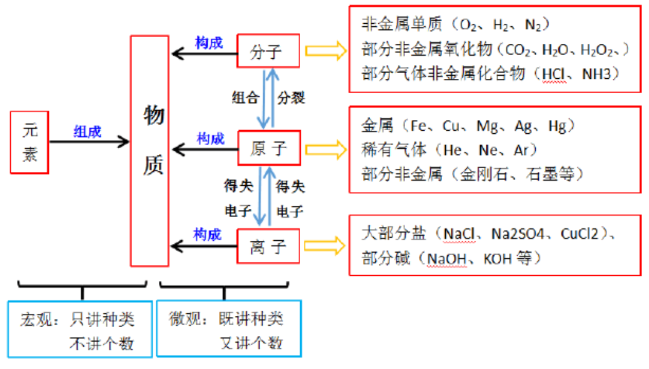 元素
组成
物质
构成
分子
非金属单质（O₂、H₂、N₂）
部分非金属氧化物（CO₂、H₂O、H₂O₂、）
部分气体非金属化合物（HCl、NH3）
组合
分裂
构成
原子
金属（Fe、Cu、Mg、Ag、Hg）
稀有气体（He、Ne、Ar）
部分非金属（金刚石、石墨等）
得失
电子
得失
电子
构成
离子
大部分盐（NaCl、Na2SO4、CuCl2）、
部分碱（NaOH、KOH 等）
宏观：只讲种类
不讲个数
微观：既讲种类
又讲个数